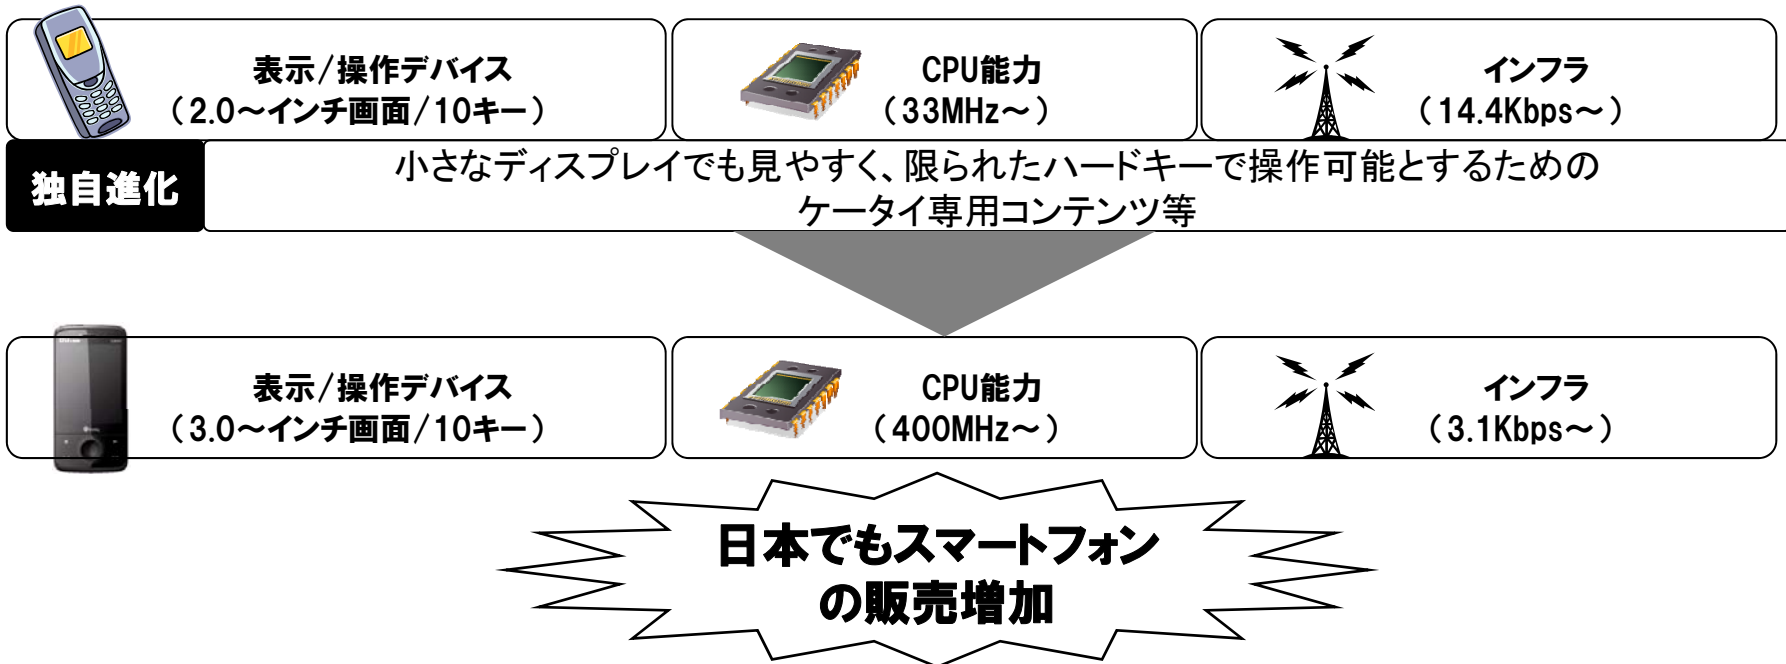 表示/操作デバイス
(2.0～インチ画面/10キー)
CPU能力
(33MHz～)
インフラ
(14.4Kbps～)
独自進化
小さなディスプレイでも見やすく、限られたハードキーで操作可能とするための
ケータイ専用コンテンツ等
表示/操作デバイス
(3.0～インチ画面/10キー)
CPU能力
(400MHz～)
インフラ
(3.1Kbps～)
日本でもスマートフォン
の販売増加